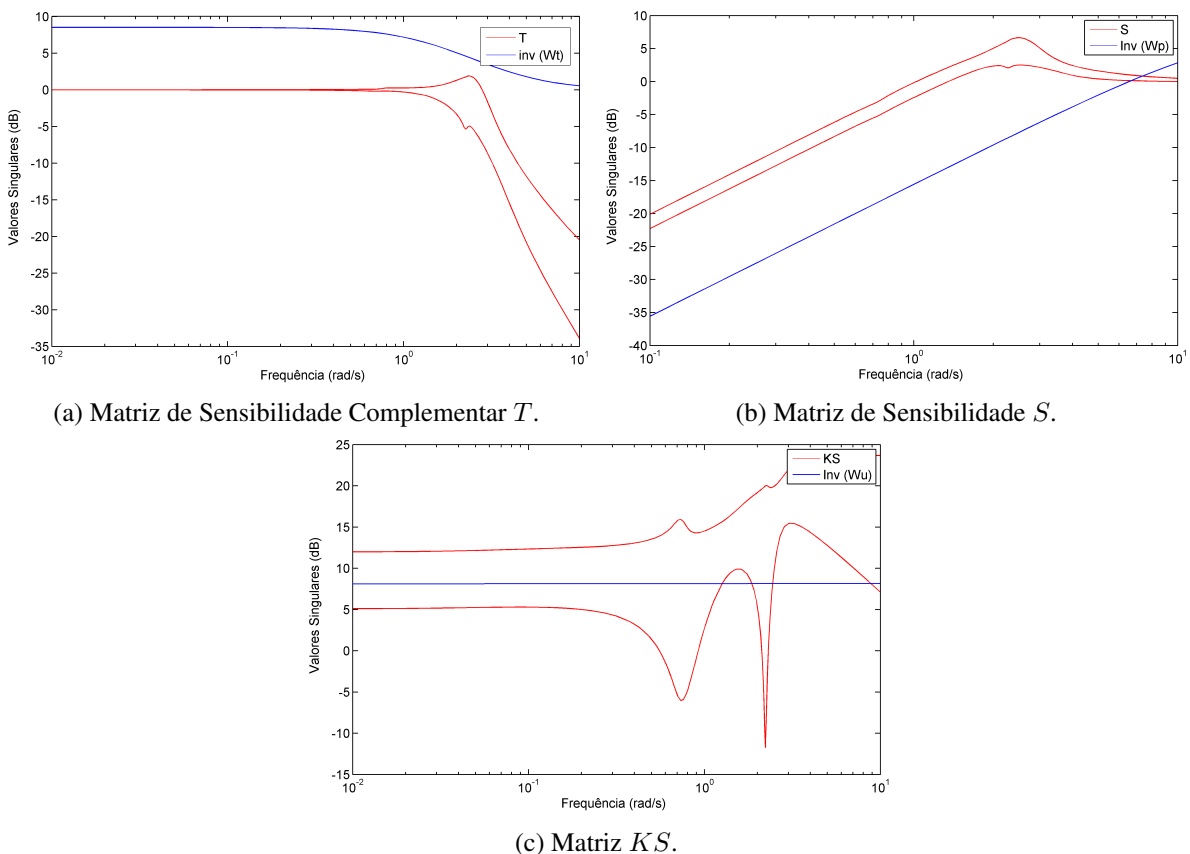 T
inv (Wt)
Valores Singulares (dB)
10
5
0
-5
-10
-15
-20
-25
-30
-35
10^-2
10^-1
10^0
10^1
Frequência (rad/s)
(a) Matriz de Sensibilidade Complementar T.
S
Inv (Wp)
Valores Singulares (dB)
15
10
5
0
-5
-10
-15
-20
-25
-30
-35
-40
10^-1
10^0
10^1
Frequência (rad/s)
(b) Matriz de Sensibilidade S.
KS
Inv (Wu)
Valores Singulares (dB)
25
20
15
10
5
0
-5
-10
-15
10^-2
10^-1
10^0
10^1
Frequência (rad/s)
(c) Matriz KS.